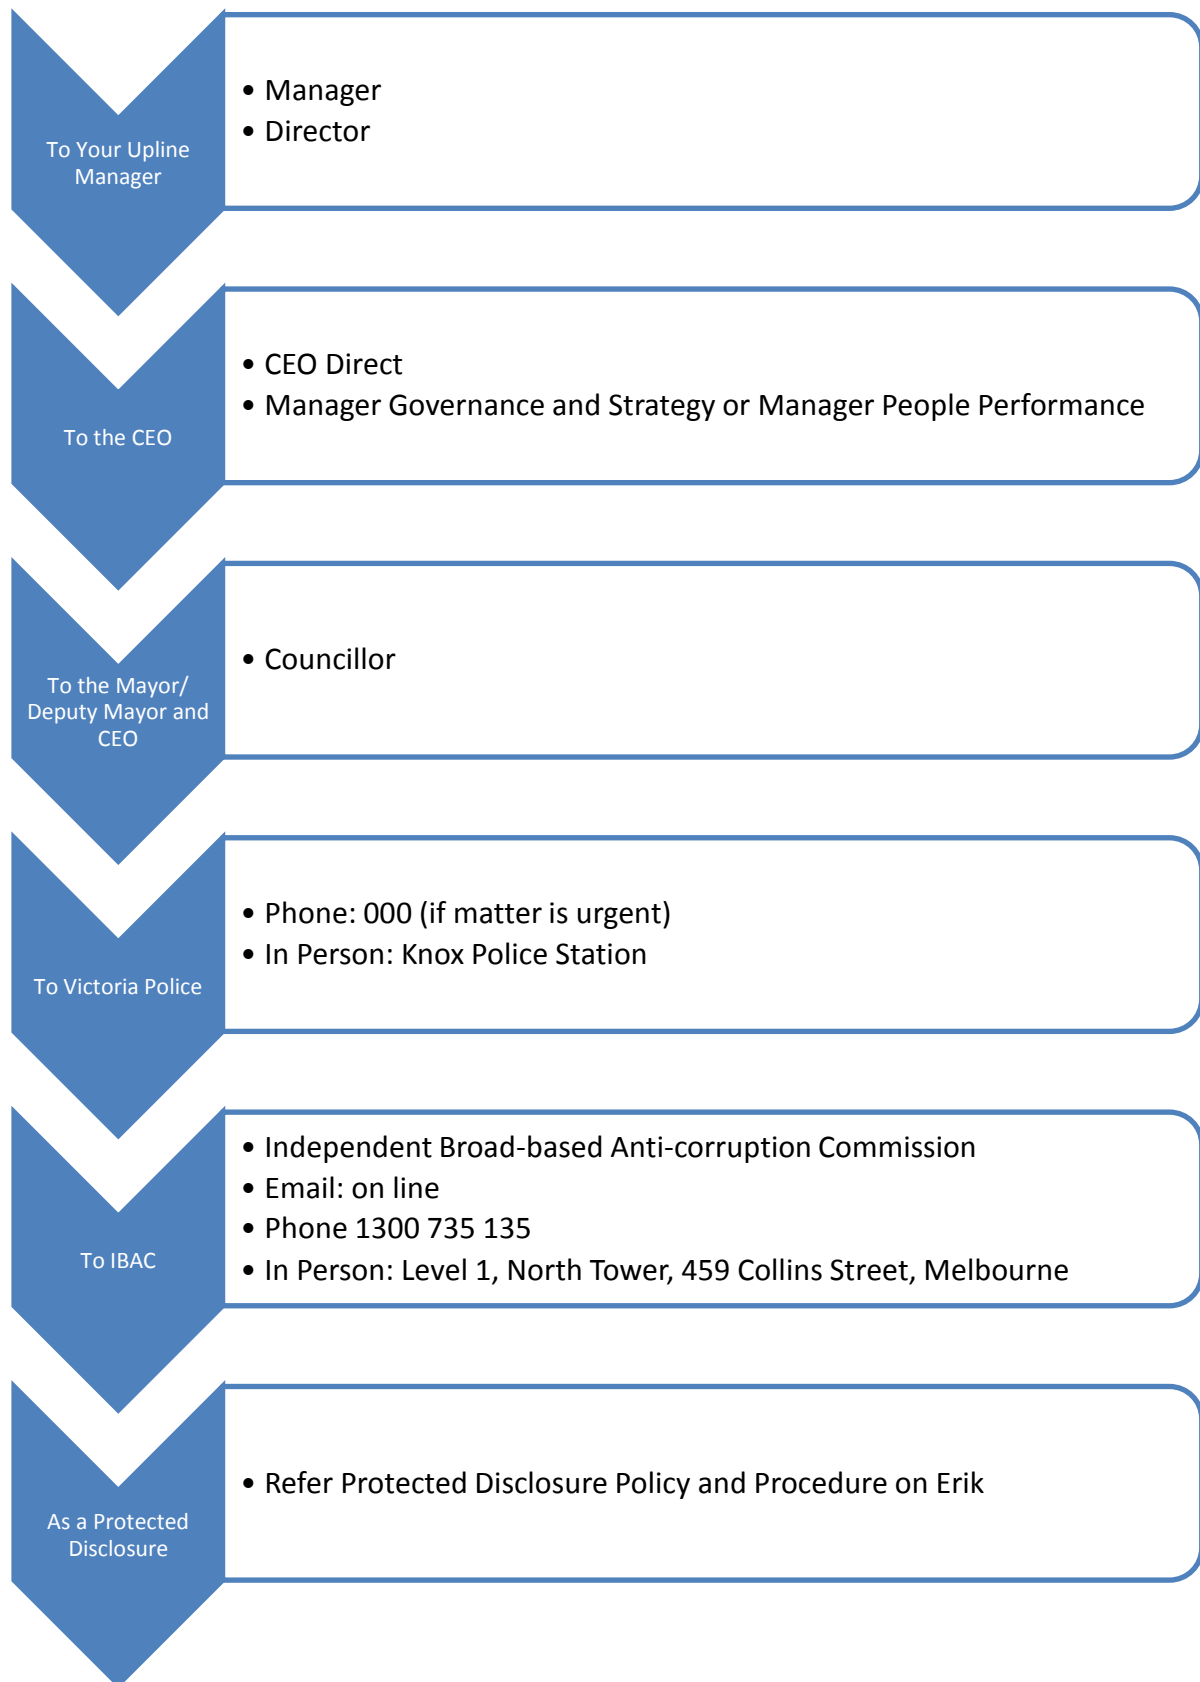 To Your Upline
Manager
• Manager
• Director
To the CEO
• CEO Direct
• Manager Governance and Strategy or Manager People Performance
To the Mayor/
Deputy Mayor and
CEO
• Councillor
To Victoria Police
• Phone: 000 (if matter is urgent)
• In Person: Knox Police Station
To IBAC
• Independent Broad-based Anti-corruption Commission
• Email: on line
• Phone 1300 735 135
• In Person: Level 1, North Tower, 459 Collins Street, Melbourne
As a Protected
Disclosure
• Refer Protected Disclosure Policy and Procedure on Erik